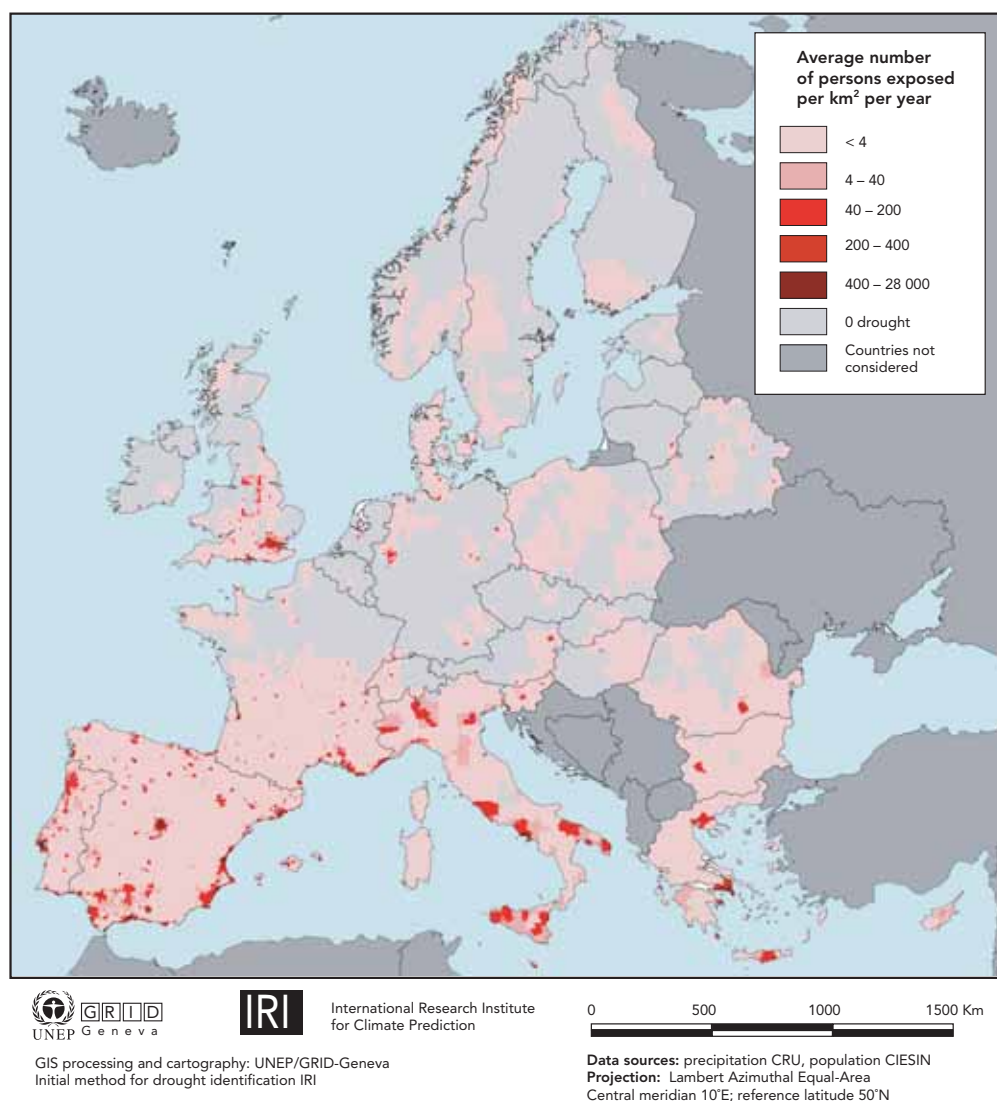 Average number
of persons exposed
per km² per year
< 4
4 – 40
40 – 200
200 – 400
400 – 28 000
0 drought
Countries not
considered
UNEP
GRID
Geneva
IRI
International Research Institute
for Climate Prediction
0 500 1000 1500 Km
GIS processing and cartography: UNEP/GRID-Geneva
Initial method for drought identification IRI
Data sources: precipitation CRU, population CIESIN
Projection: Lambert Azimuthal Equal-Area
Central meridian 10°E; reference latitude 50°N